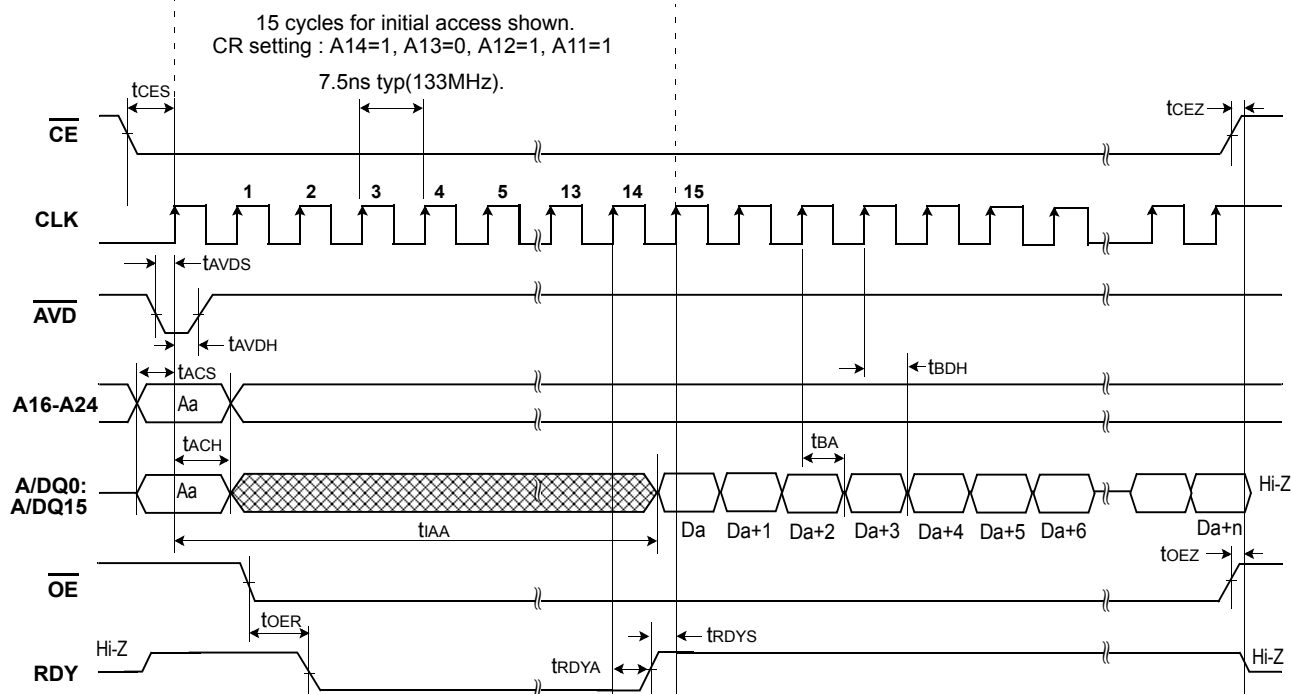 15 cycles for initial access shown.
CR setting : A14=1, A13=0, A12=1, A11=1
7.5ns typ(133MHz).
tCES
tCEZ
CE
1 2 3 4 5 13 14 15
CLK
tAVDS
AVD
tAVDH
tACS
tBDH
A16-A24
Aa
tACH
tBA
A/DQ0:
A/DQ15
Aa
Hi-Z
Da Da+1 Da+2 Da+3 Da+4 Da+5 Da+6 Da+n
tIAA
tOEZ
OE
tOER
tRDYS
Hi-Z
RDY
tRDYA
Hi-Z